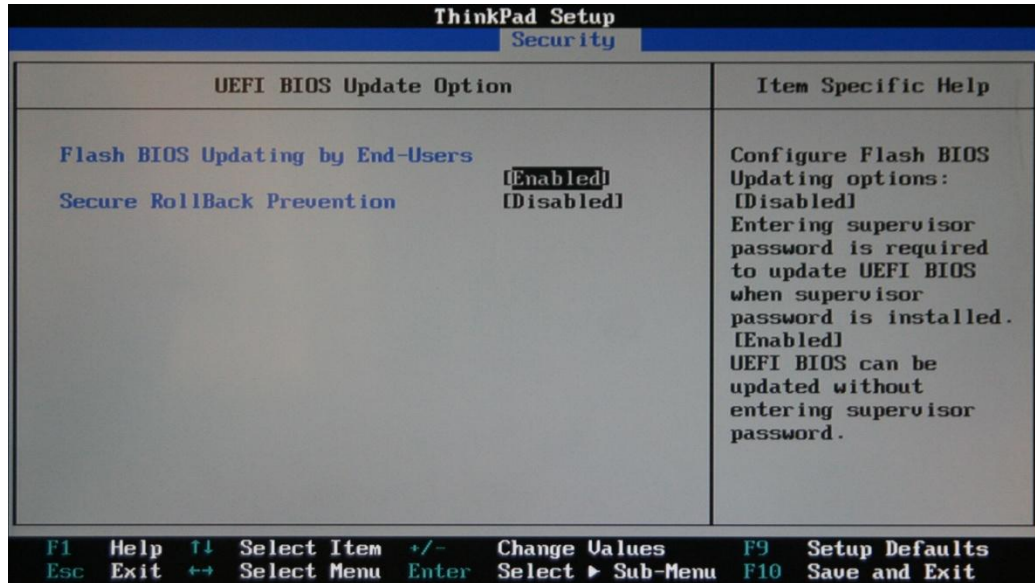 ThinkPad Setup
Security
UEFI BIOS Update Option
Flash BIOS Updating by End-Users
[Enabled]
Secure RollBack Prevention [Disabled]
Item Specific Help
Configure Flash BIOS
Updating options:
[Disabled]
Entering supervisor
password is required
to update UEFI BIOS
when supervisor
password is installed.
[Enabled]
UEFI BIOS can be
updated without
entering supervisor
password.
F1 Help ↑↓ Select Item +/- Change Values F9 Setup Defaults
Esc Exit ←→ Select Menu Enter Select ▶ Sub-Menu F10 Save and Exit